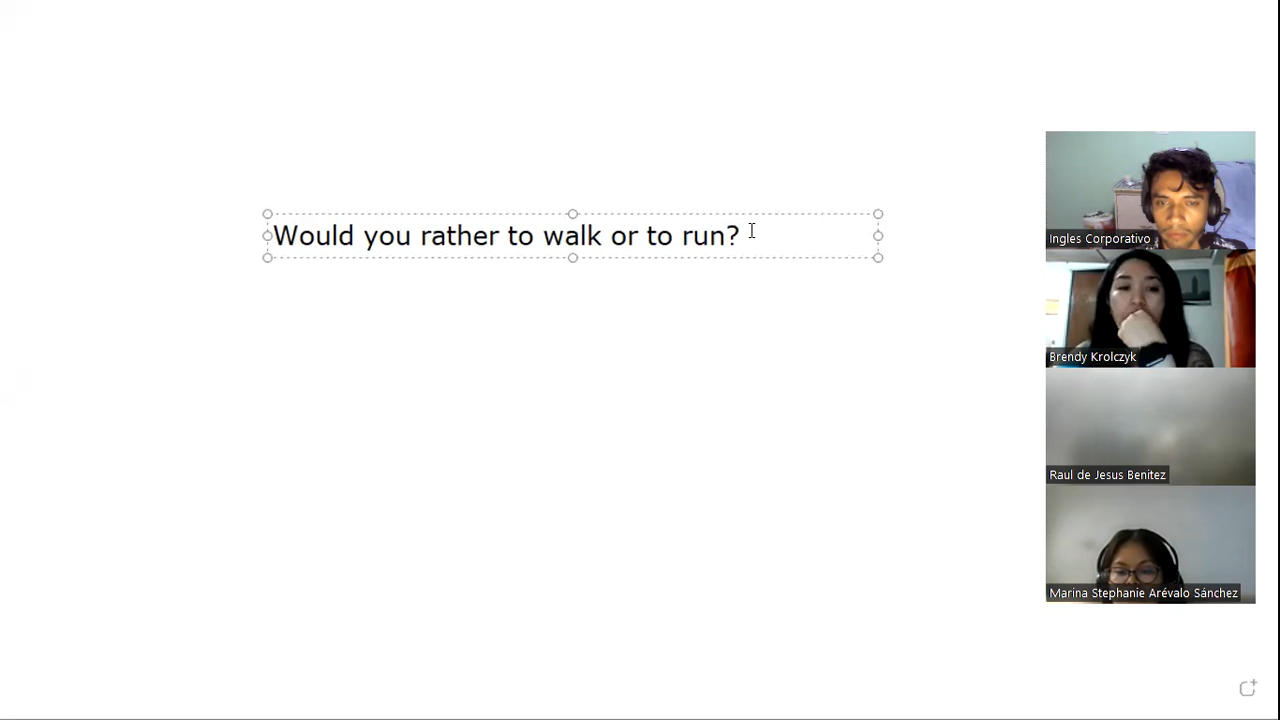 Would you rather to walk or to run?
Ingles Corporativo
Brendy Krolczyk
Raul de Jesus Benitez
Marina Stephanie Arévalo Sánchez